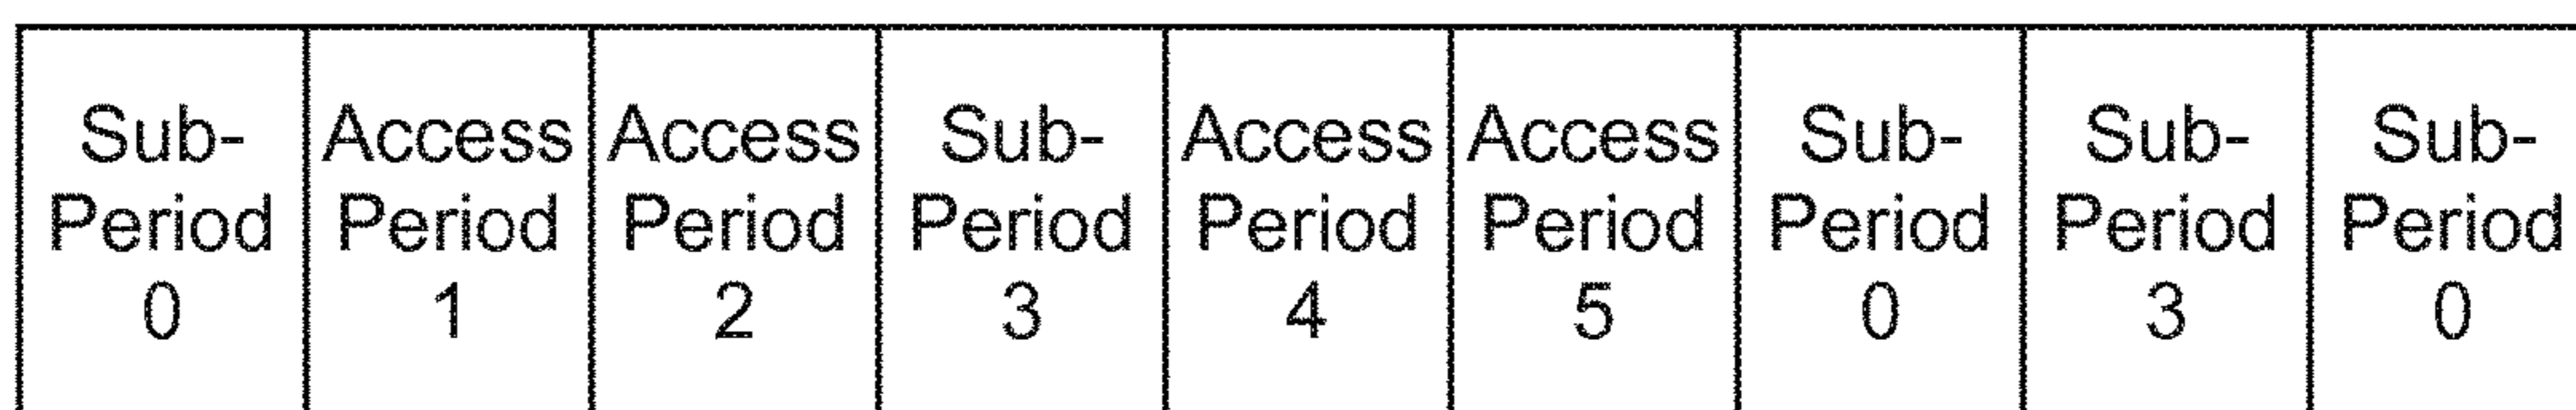 Sub-
Period
0
Access
Period
1
Access
Period
2
Sub-
Period
3
Access
Period
4
Access
Period
5
Sub-
Period
0
Sub-
Period
3
Sub-
Period
0